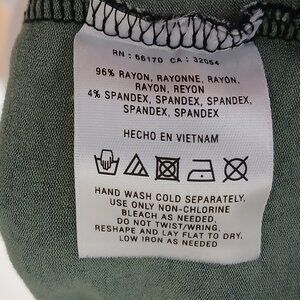 RN : 66170 CA : 32054
96% RAYON, RAYONNE, RAYON,
RAYON, REYON
4% SPANDEX, SPANDEX, SPANDEX,
SPANDEX, SPANDEX
HECHO EN VIETNAM
HAND WASH COLD SEPARATELY.
USE ONLY NON-CHLORINE
BLEACH AS NEEDED.
DO NOT TWIST/WRING,
RESHAPE AND LAY FLAT TO DRY.
LOW IRON AS NEEDED